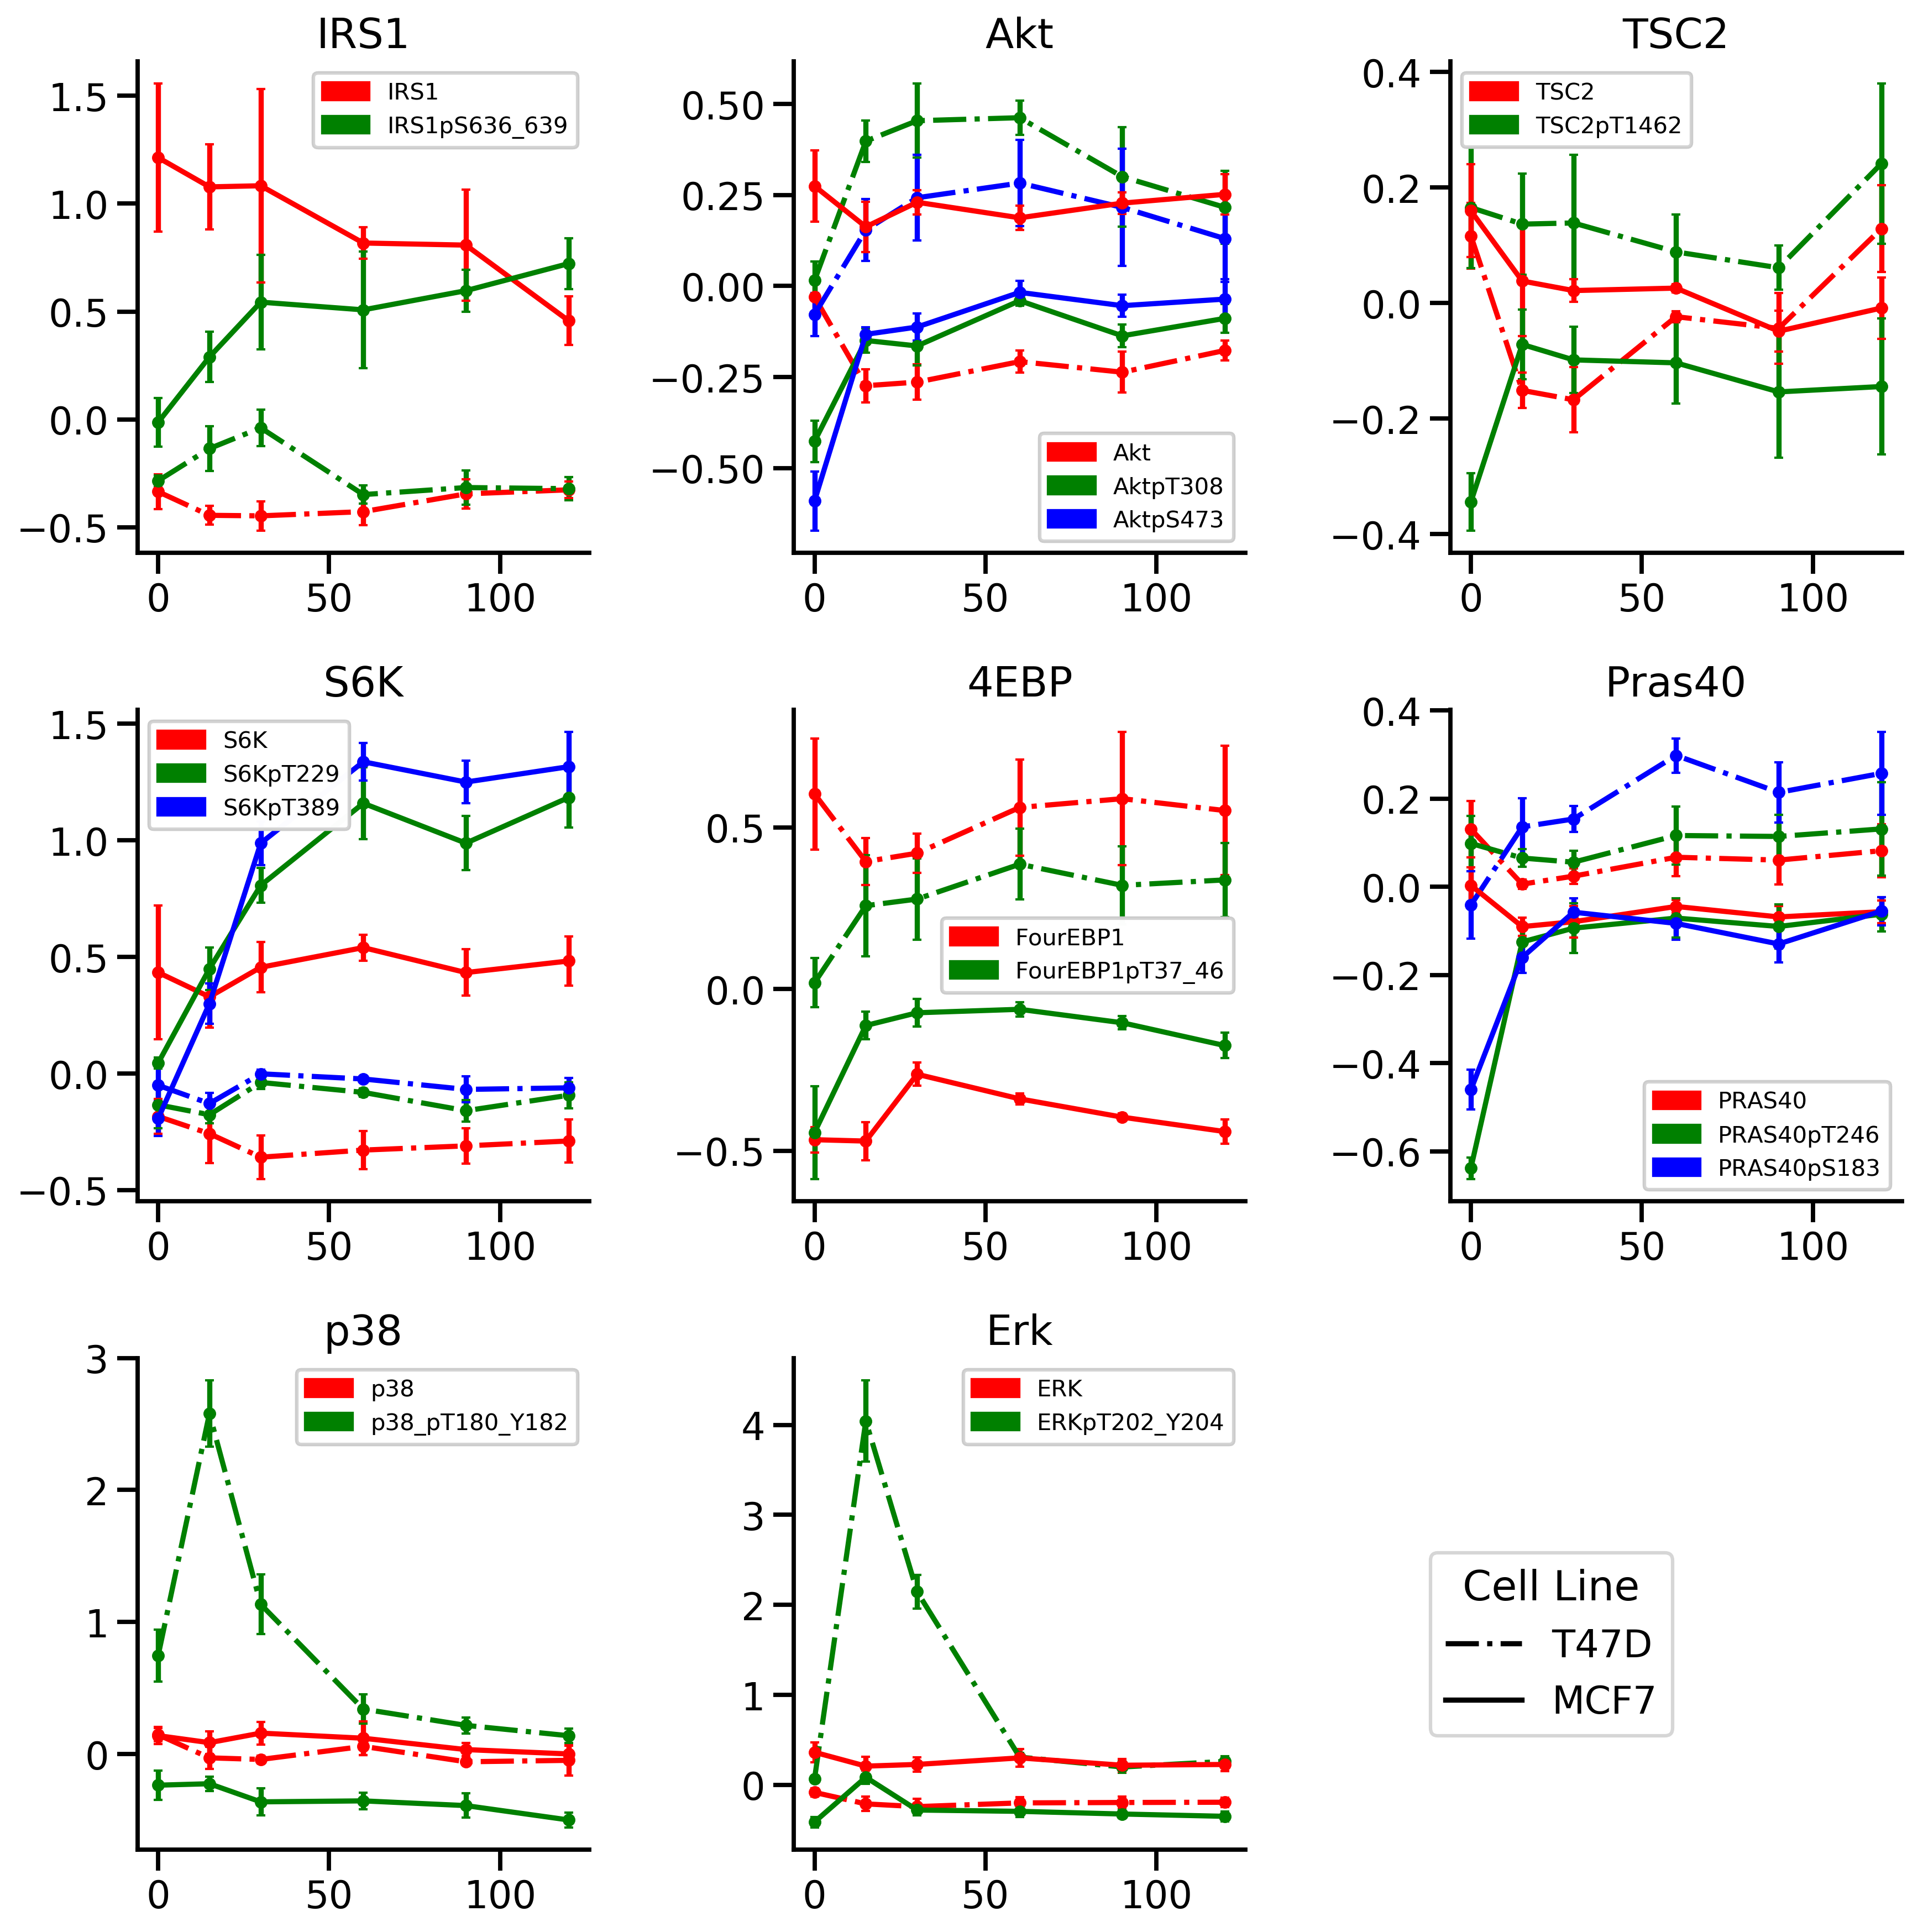 IRS1
1.5
1.0
0.5
0.0
−0.5
0 50 100
IRS1
IRS1pS636_639
Akt
0.50
0.25
0.00
−0.25
−0.50
0 50 100
Akt
AktpT308
AktpS473
TSC2
0.4
0.2
0.0
−0.2
−0.4
0 50 100
TSC2
TSC2pT1462
S6K
1.5
1.0
0.5
0.0
−0.5
0 50 100
S6K
S6KpT229
S6KpT389
4EBP
0.5
0.0
−0.5
0 50 100
FourEBP1
FourEBP1pT37_46
Pras40
0.4
0.2
0.0
−0.2
−0.4
−0.6
0 50 100
PRAS40
PRAS40pT246
PRAS40pS183
p38
3
2
1
0
0 50 100
p38
p38_pT180_Y182
Erk
4
3
2
1
0
0 50 100
ERK
ERKpT202_Y204
Cell Line
T47D
MCF7